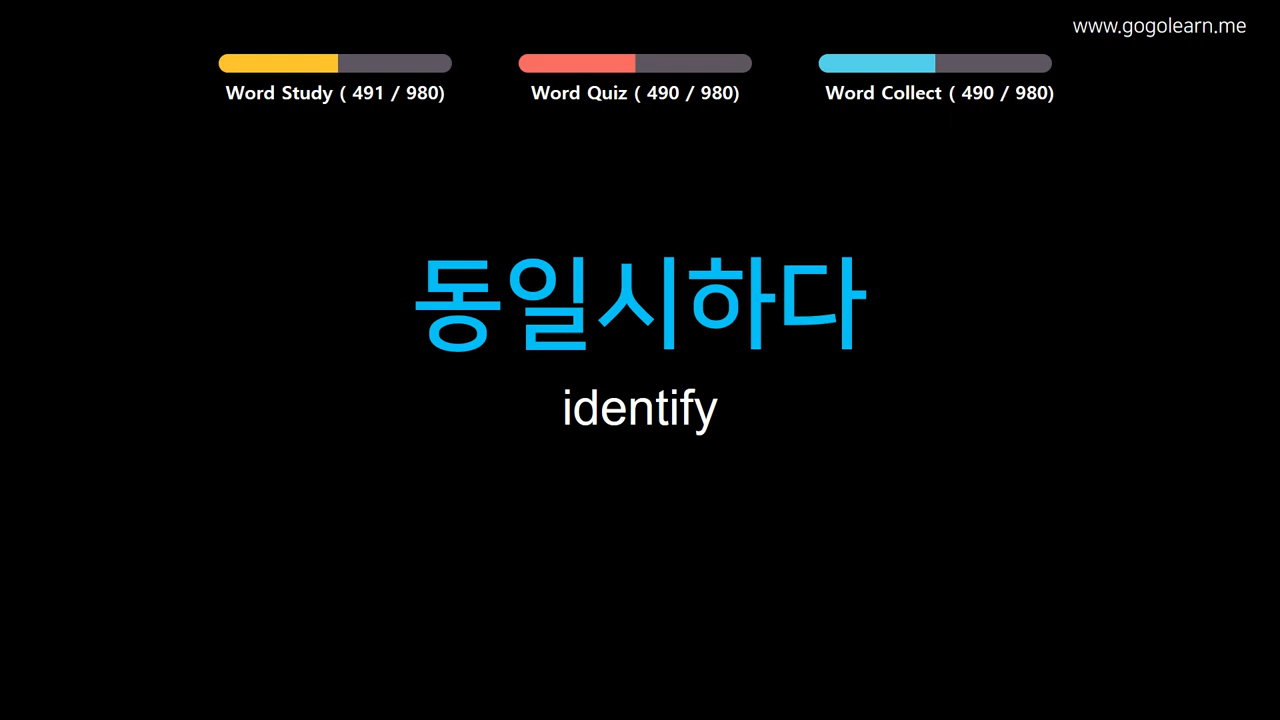 www.gogolearn.me
Word Study ( 491 / 980)
Word Quiz ( 490 / 980)
Word Collect ( 490 / 980)
동일시하다
identify